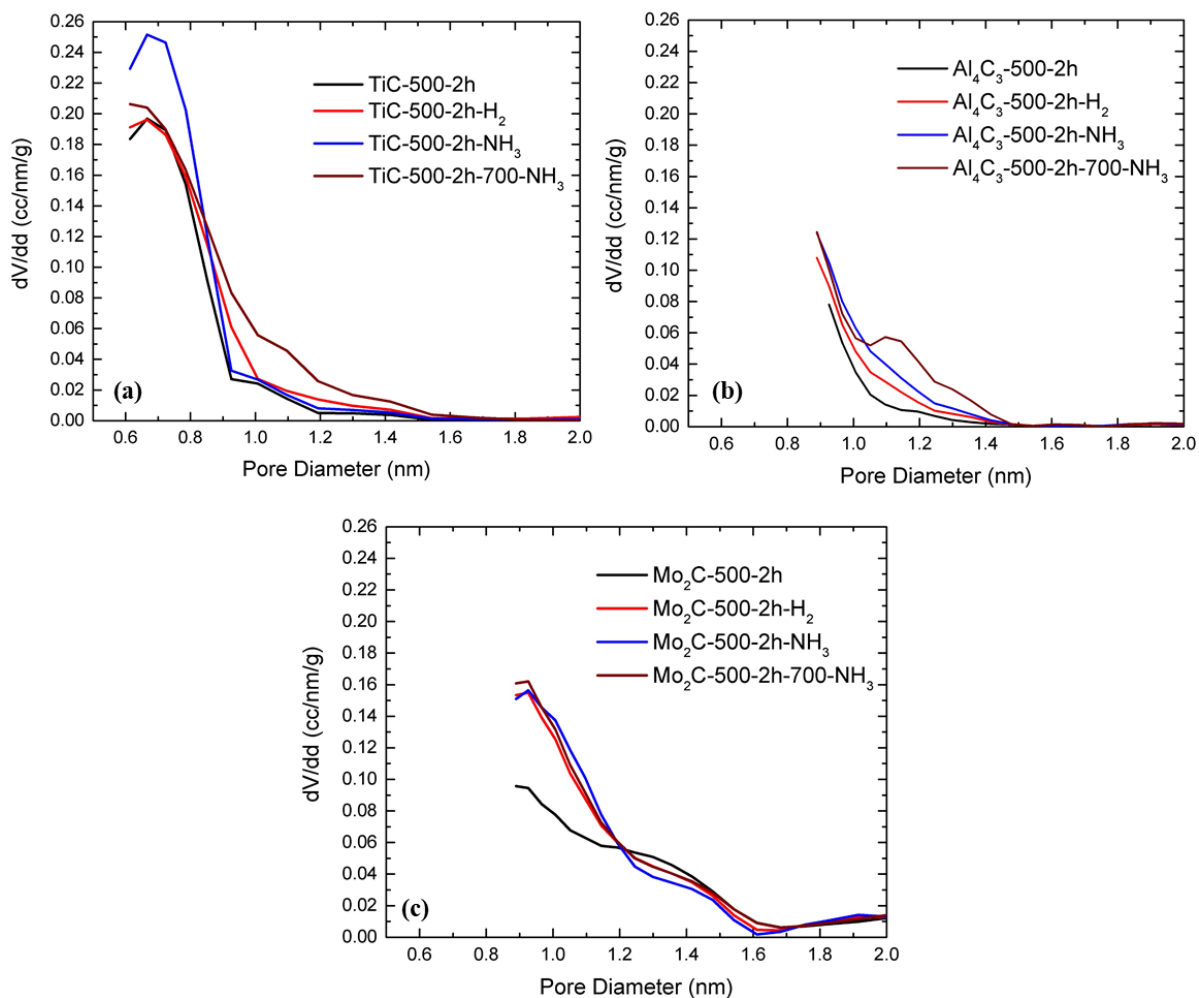 0.26
0.24
0.22
0.20
0.18
0.16
0.14
0.12
0.10
0.08
0.06
0.04
0.02
0.00
dV/dd (cc/nm/g)
TiC-500-2h
TiC-500-2h-H₂
TiC-500-2h-NH₃
TiC-500-2h-700-NH₃
(a)
0.6 0.8 1.0 1.2 1.4 1.6 1.8 2.0
Pore Diameter (nm)
0.26
0.24
0.22
0.20
0.18
0.16
0.14
0.12
0.10
0.08
0.06
0.04
0.02
0.00
dV/dd (cc/nm/g)
Al₄C₃-500-2h
Al₄C₃-500-2h-H₂
Al₄C₃-500-2h-NH₃
Al₄C₃-500-2h-700-NH₃
(b)
0.6 0.8 1.0 1.2 1.4 1.6 1.8 2.0
Pore Diameter (nm)
0.26
0.24
0.22
0.20
0.18
0.16
0.14
0.12
0.10
0.08
0.06
0.04
0.02
0.00
dV/dd (cc/nm/g)
Mo₂C-500-2h
Mo₂C-500-2h-H₂
Mo₂C-500-2h-NH₃
Mo₂C-500-2h-700-NH₃
(c)
0.6 0.8 1.0 1.2 1.4 1.6 1.8 2.0
Pore Diameter (nm)